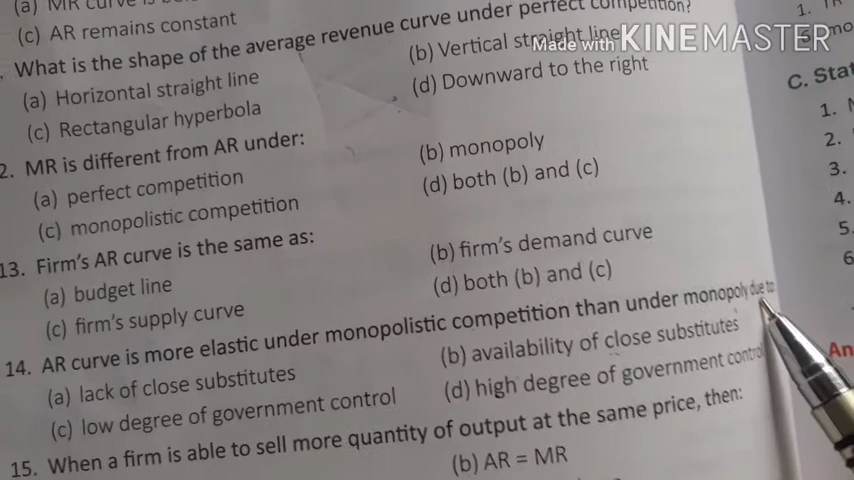 (a) MR curve is
(c) AR remains constant
What is the shape of the average revenue curve under perfect competition?
(a) Horizontal straight line
(b) Vertical straight line
(c) Rectangular hyperbola
(d) Downward to the right
2. MR is different from AR under:
(a) perfect competition
(b) monopoly
(c) monopolistic competition
(d) both (b) and (c)
13. Firm's AR curve is the same as:
(a) budget line
(b) firm's demand curve
(c) firm's supply curve
(d) both (b) and (c)
14. AR curve is more elastic under monopolistic competition than under monopoly due to
(a) lack of close substitutes
(b) availability of close substitutes
(c) low degree of government control
(d) high degree of government control
15. When a firm is able to sell more quantity of output at the same price, then:
(b) AR = MR
Made with KINEMASTER
1.
mo
C. Stat
1.
2.
3.
4.
5.
6
An